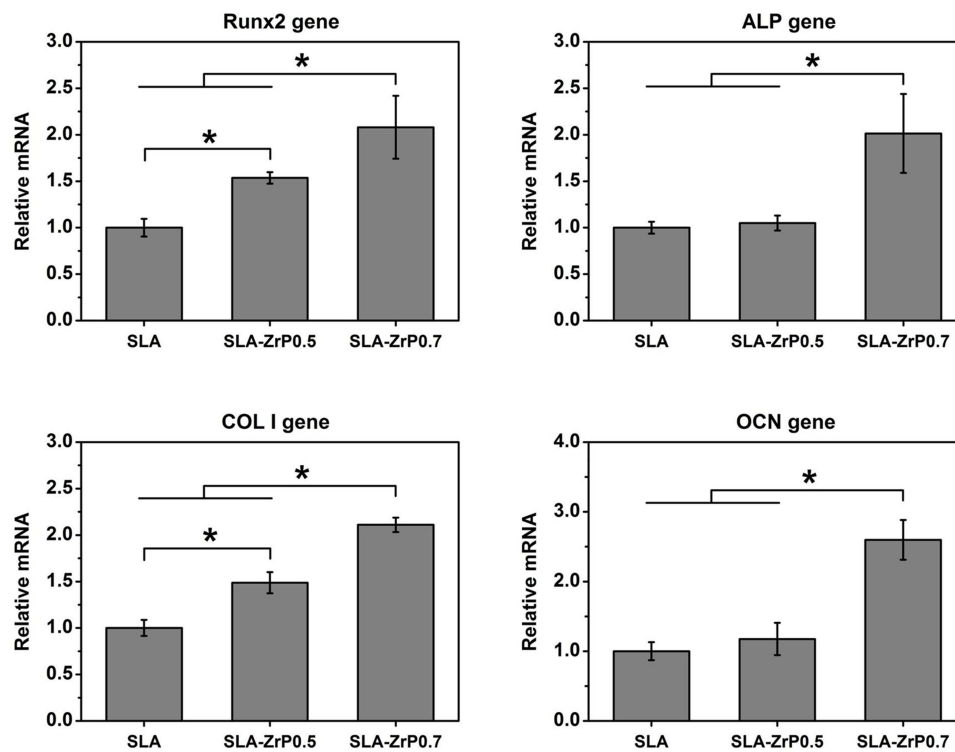 Runx2 gene
Relative mRNA
3.0
2.5
2.0
1.5
1.0
0.5
0.0
*
*
SLA
SLA-ZrP0.5
SLA-ZrP0.7
ALP gene
Relative mRNA
3.0
2.5
2.0
1.5
1.0
0.5
0.0
*
SLA
SLA-ZrP0.5
SLA-ZrP0.7
COL I gene
Relative mRNA
3.0
2.5
2.0
1.5
1.0
0.5
0.0
*
*
SLA
SLA-ZrP0.5
SLA-ZrP0.7
OCN gene
Relative mRNA
4.0
3.0
2.0
1.0
0.0
*
SLA
SLA-ZrP0.5
SLA-ZrP0.7